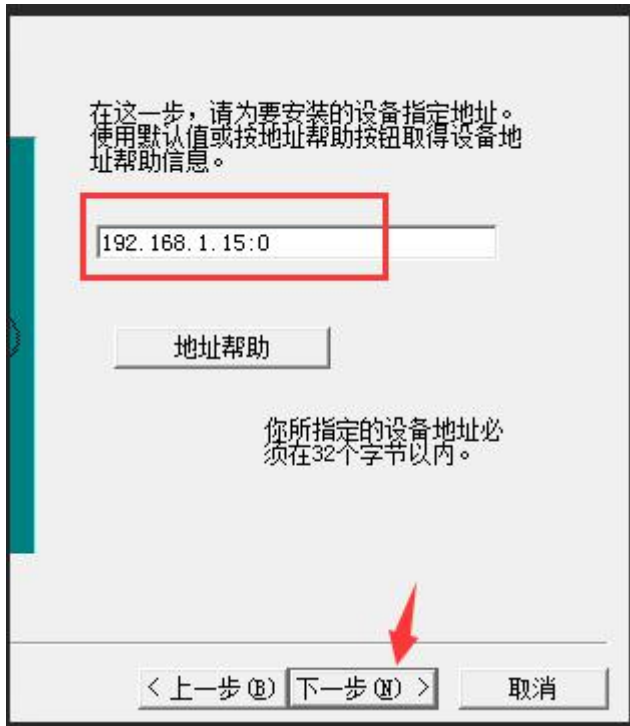 在这一步，请为要安装的设备指定地址。
使用默认值或按地址帮助按钮取得设备地
址帮助信息。
192.168.1.15:0
地址帮助
你所指定的设备地址必
须在32个字节以内。
<上一步(B) 下一步(N)> 取消